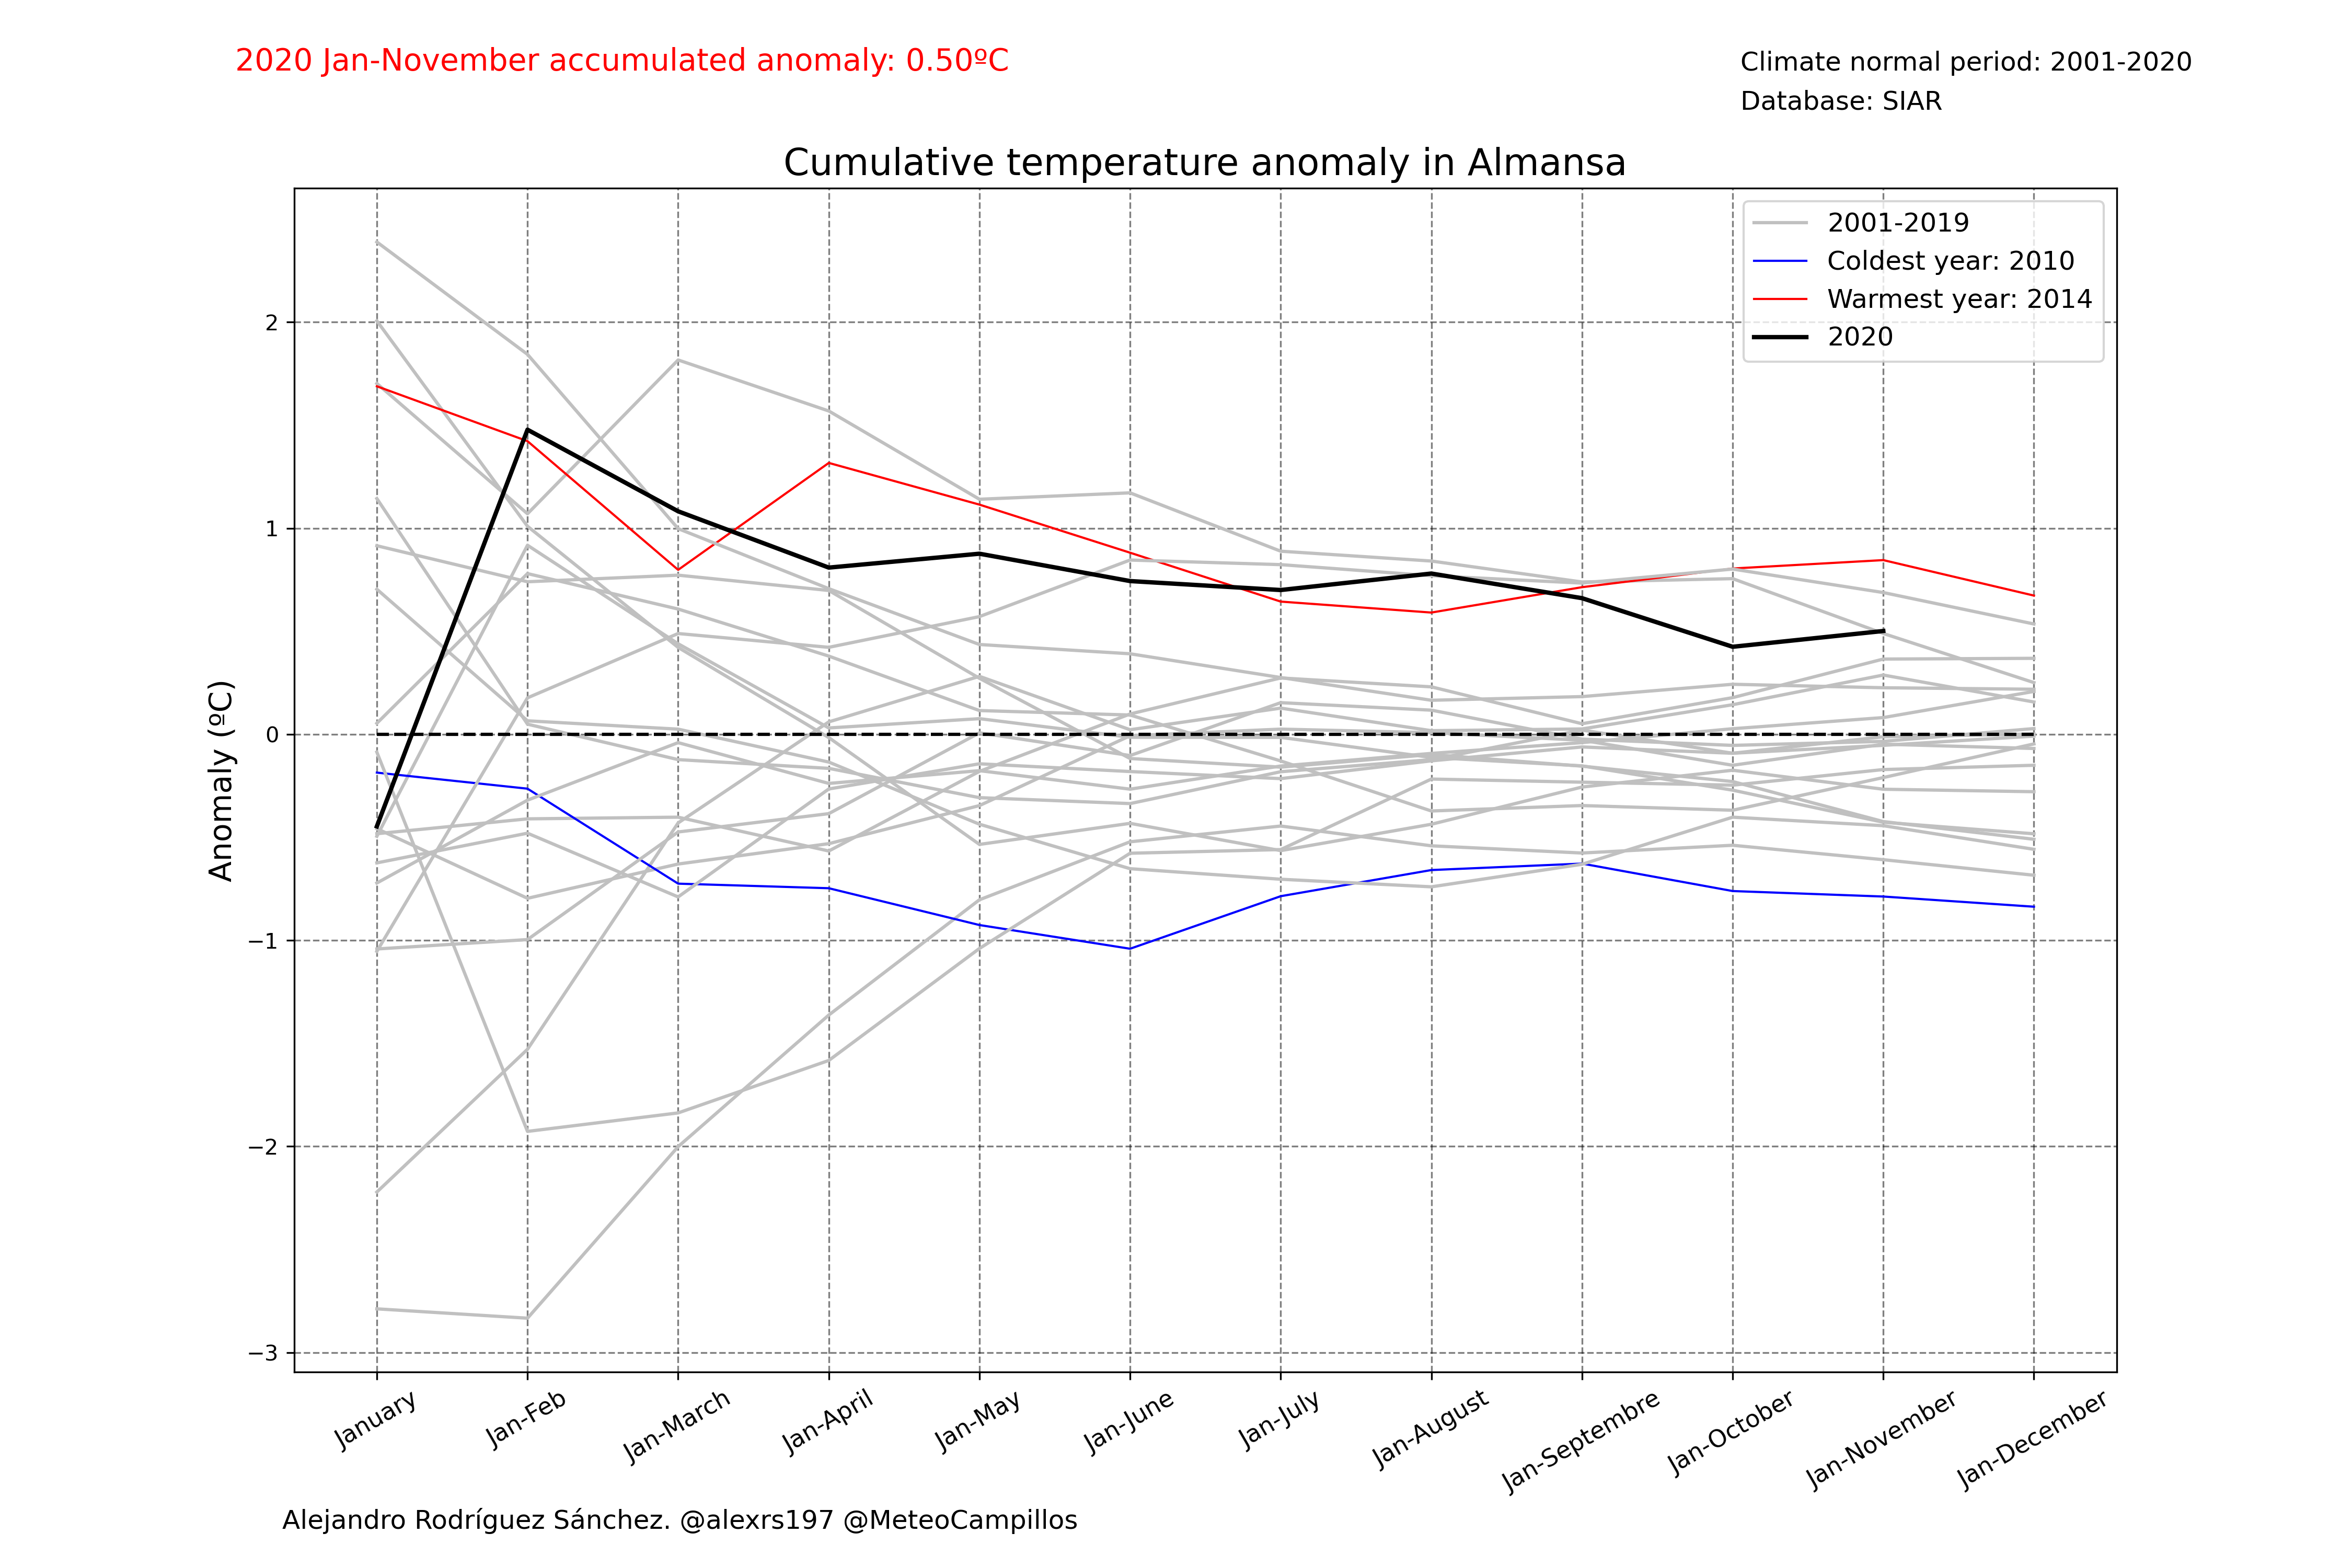 2020 Jan-November accumulated anomaly: 0.50ºC
Climate normal period: 2001-2020
Database: SIAR
Cumulative temperature anomaly in Almansa
2001-2019
Coldest year: 2010
Warmest year: 2014
2020
Anomaly (ºC)
2
1
0
−1
−2
−3
January
Jan-Feb
Jan-March
Jan-April
Jan-May
Jan-June
Jan-July
Jan-August
Jan-Septembre
Jan-October
Jan-November
Jan-December
Alejandro Rodríguez Sánchez. @alexrs197 @MeteoCampillos